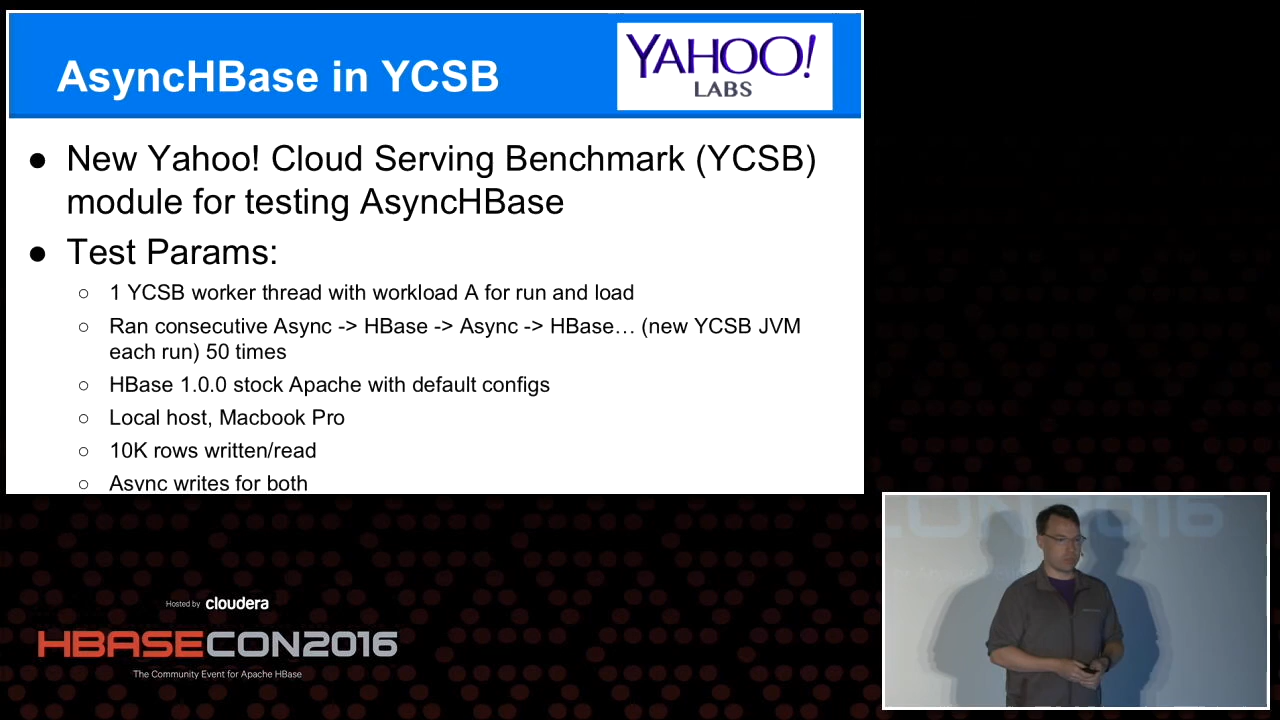 AsyncHBase in YCSB
YAHOO!
LABS
● New Yahoo! Cloud Serving Benchmark (YCSB)
module for testing AsyncHBase
● Test Params:
○ 1 YCSB worker thread with workload A for run and load
○ Ran consecutive Async -> HBase -> Async -> HBase… (new YCSB JVM
each run) 50 times
○ HBase 1.0.0 stock Apache with default configs
○ Local host, Macbook Pro
○ 10K rows written/read
○ Async writes for both
CON2016
Hosted by cloudera
HBASECON2016
The Community Event for Apache HBase